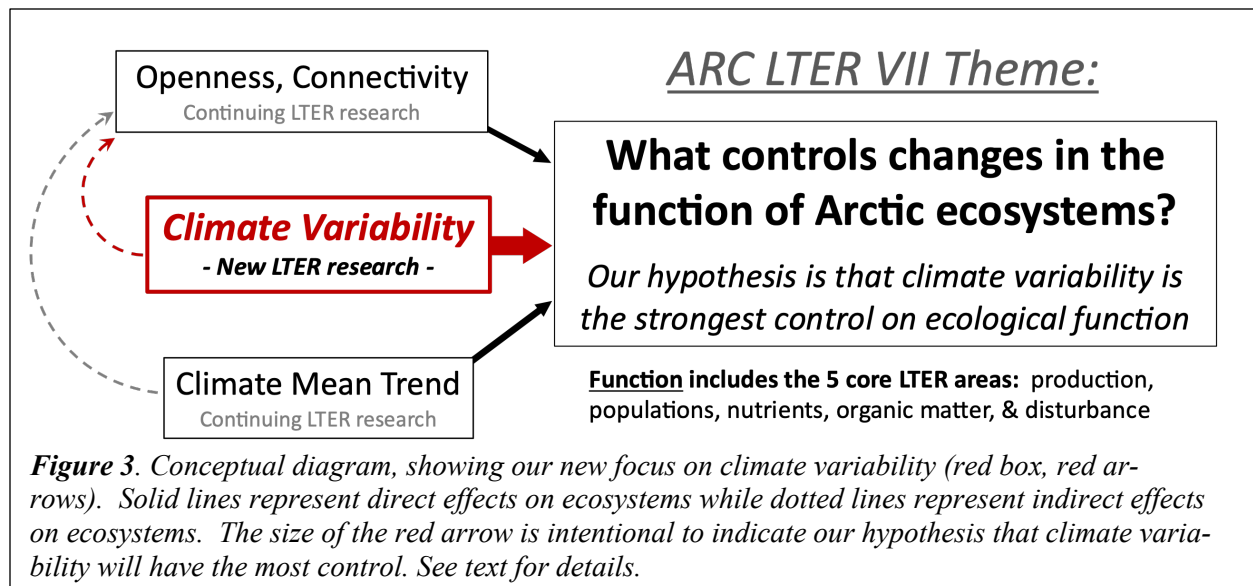 Openness, Connectivity
Continuing LTER research
Climate Variability
- New LTER research -
Climate Mean Trend
Continuing LTER research
ARC LTER VII Theme:
What controls changes in the
function of Arctic ecosystems?
Our hypothesis is that climate variability is
the strongest control on ecological function
Function includes the 5 core LTER areas: production,
populations, nutrients, organic matter, & disturbance
Figure 3. Conceptual diagram, showing our new focus on climate variability (red box, red ar-
rows). Solid lines represent direct effects on ecosystems while dotted lines represent indirect effects
on ecosystems. The size of the red arrow is intentional to indicate our hypothesis that climate varia-
bility will have the most control. See text for details.